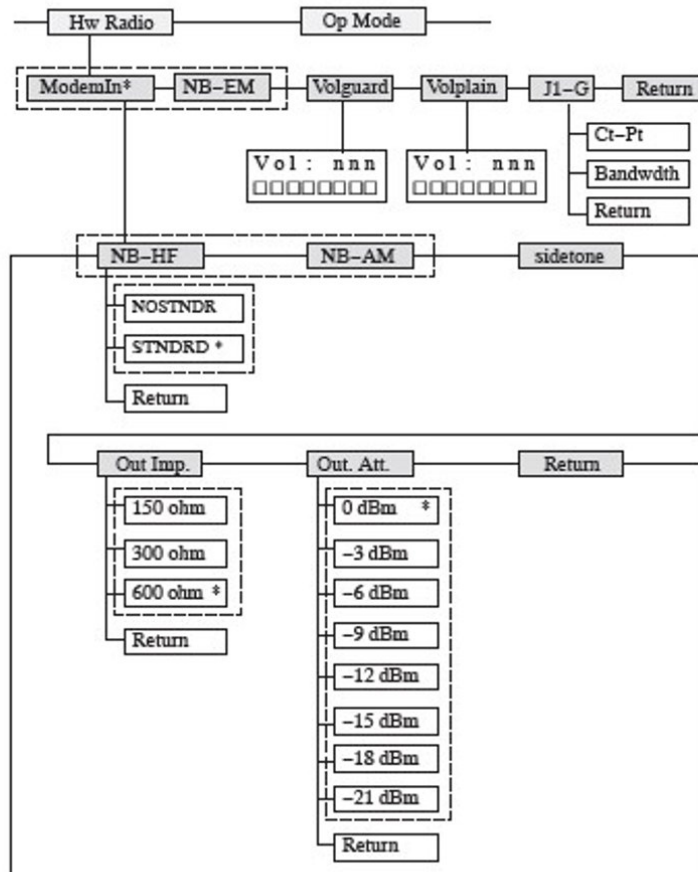 Hw Radio Op Mode
ModemIn* NB-EM Volguard Volplain J1-G Return
Ct-Pt
Vol: nnn Vol: nnn
Bandwdth
Return
NB-HF NB-AM sidetone
NOSTNDR
STNDRD *
Return
Out Imp. Out. Att. Return
150 ohm 0 dBm *
300 ohm -3 dBm
600 ohm * -6 dBm
Return -9 dBm
-12 dBm
-15 dBm
-18 dBm
-21 dBm
Return